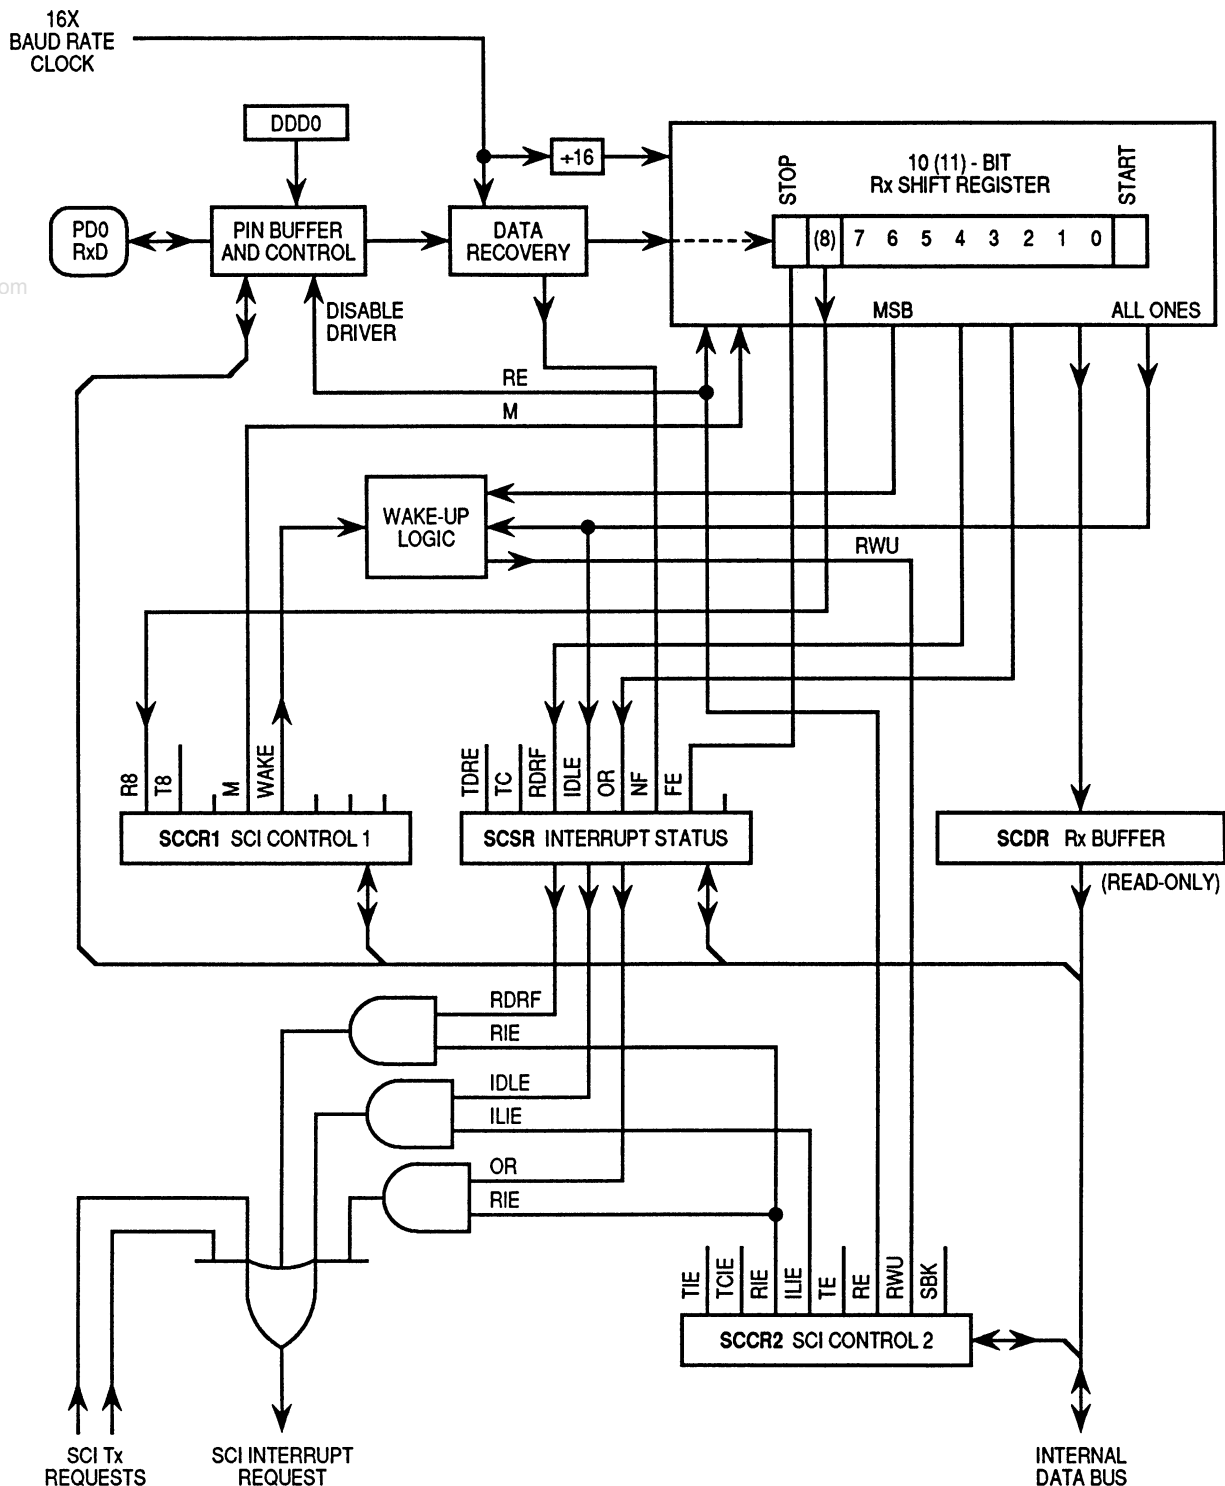 16X
BAUD RATE
CLOCK
DDD0
÷16
10 (11) - BIT
Rx SHIFT REGISTER
STOP
START
PD0
RxD
PIN BUFFER
AND CONTROL
DATA
RECOVERY
(8) 7 6 5 4 3 2 1 0
om
DISABLE
DRIVER
MSB
ALL ONES
RE
M
WAKE-UP
LOGIC
RWU
R8
T8
M
WAKE
TDRE
TC
RDRF
IDLE
OR
NF
FE
SCCR1 SCI CONTROL 1
SCSR INTERRUPT STATUS
SCDR Rx BUFFER
(READ-ONLY)
RDRF
RIE
IDLE
ILIE
OR
RIE
TIE
TCIE
RIE
ILIE
TE
RE
RWU
SBK
SCCR2 SCI CONTROL 2
SCI Tx
REQUESTS
SCI INTERRUPT
REQUEST
INTERNAL
DATA BUS